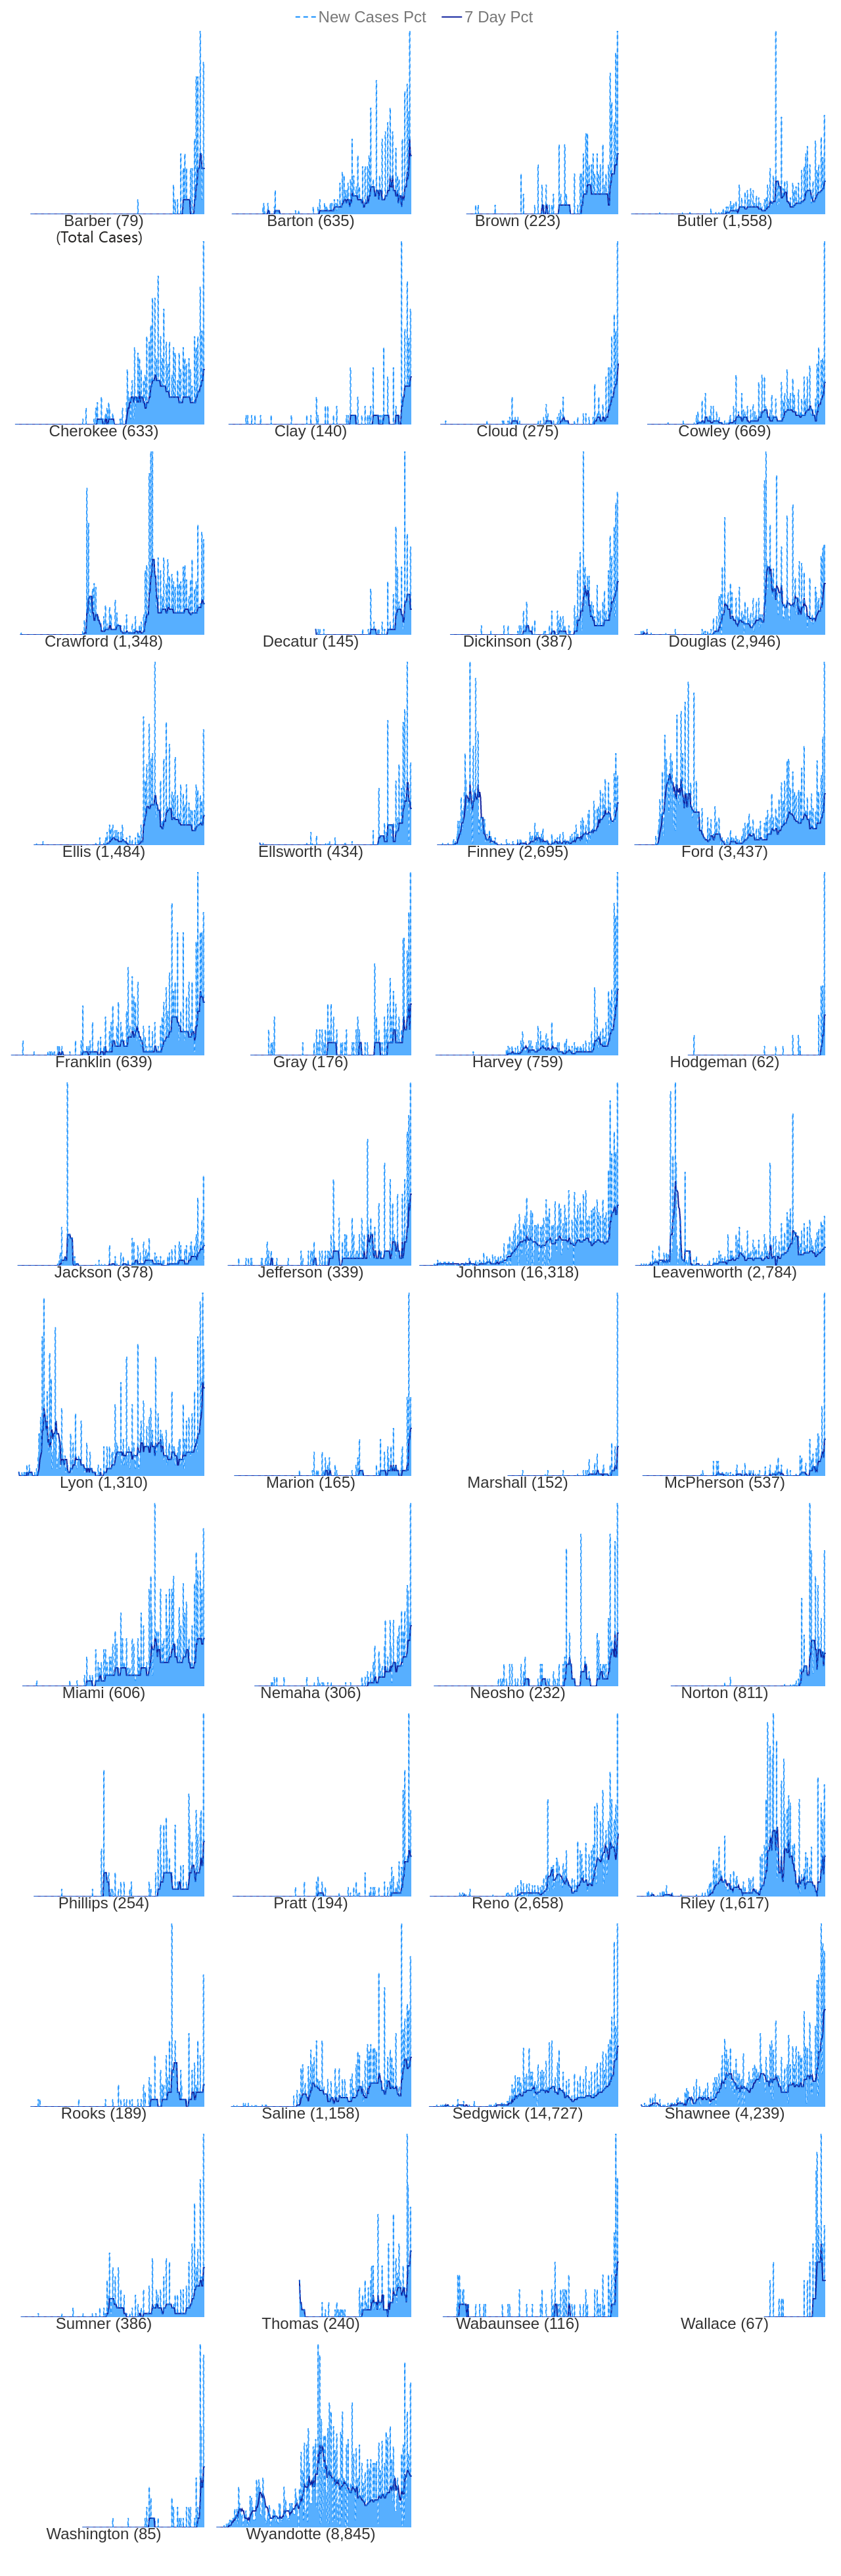 New Cases Pct 7 Day Pct
Barber (79) Barton (635) Brown (223) Butler (1,558)
(Total Cases)
Cherokee (633) Clay (140) Cloud (275) Cowley (669)
Crawford (1,348) Decatur (145) Dickinson (387) Douglas (2,946)
Ellis (1,484) Ellsworth (434) Finney (2,695) Ford (3,437)
Franklin (639) Gray (176) Harvey (759) Hodgeman (62)
Jackson (378) Jefferson (339) Johnson (16,318) Leavenworth (2,784)
Lyon (1,310) Marion (165) Marshall (152) McPherson (537)
Miami (606) Nemaha (306) Neosho (232) Norton (811)
Phillips (254) Pratt (194) Reno (2,658) Riley (1,617)
Rooks (189) Saline (1,158) Sedgwick (14,727) Shawnee (4,239)
Sumner (386) Thomas (240) Wabaunsee (116) Wallace (67)
Washington (85) Wyandotte (8,845)